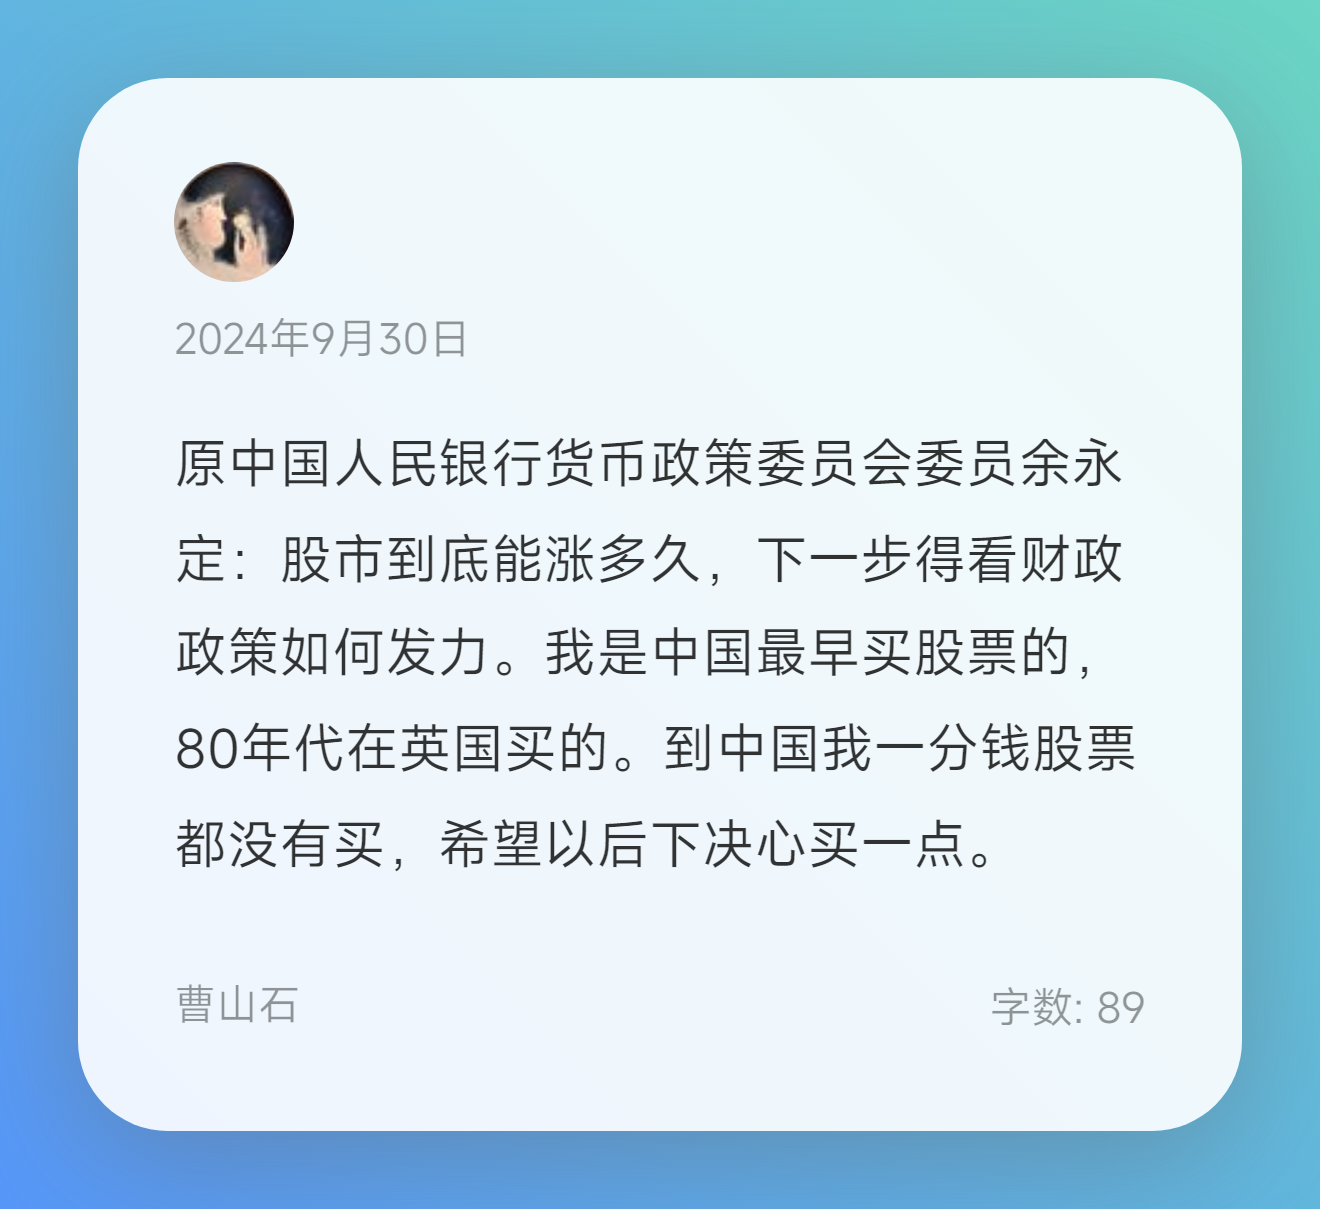 2024年9月30日
原中国人民银行货币政策委员会委员余永
定：股市到底能涨多久，下一步得看财政
政策如何发力。我是中国最早买股票的，
80年代在英国买的。到中国我一分钱股票
都没有买，希望以后下决心买一点。
曹山石
字数: 89